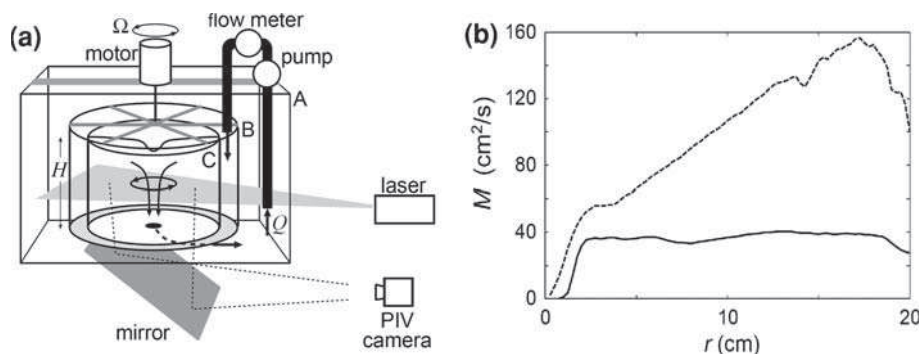 (a)
Ω
motor
flow meter
pump
A
B
C
H
Q
laser
mirror
PIV
camera
(b)
M (cm²/s)
160
120
80
40
0
0
10
20
r (cm)